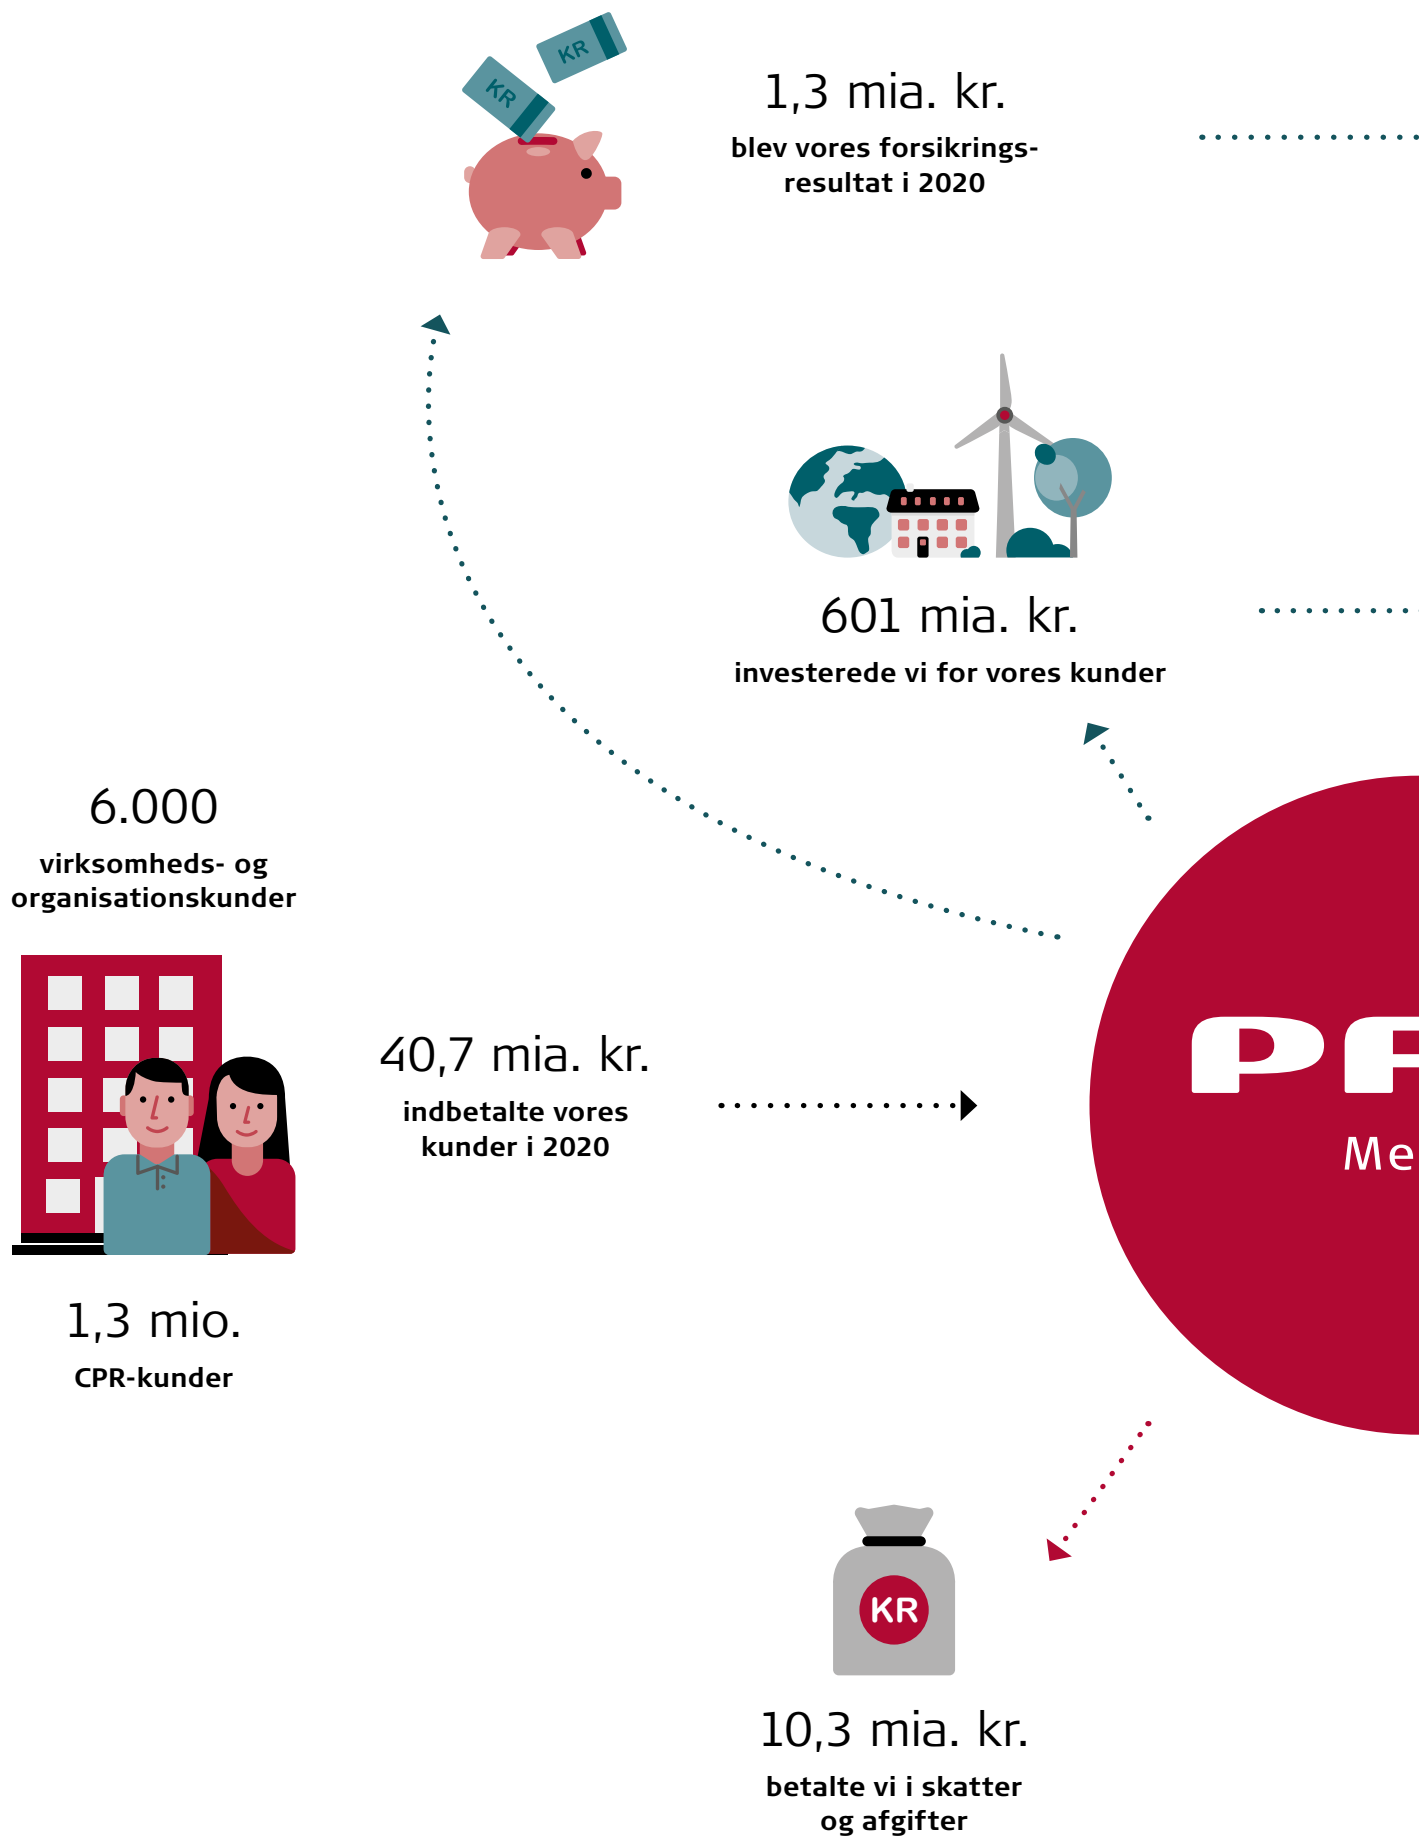 KR
KR
1,3 mia. kr.
blev vores forsikrings-
resultat i 2020
601 mia. kr.
investerede vi for vores kunder
6.000
virksomheds- og
organisationskunder
40,7 mia. kr.
indbetalte vores
kunder i 2020
1,3 mio.
CPR-kunder
PA
Me
KR
10,3 mia. kr.
betalte vi i skatter
og afgifter